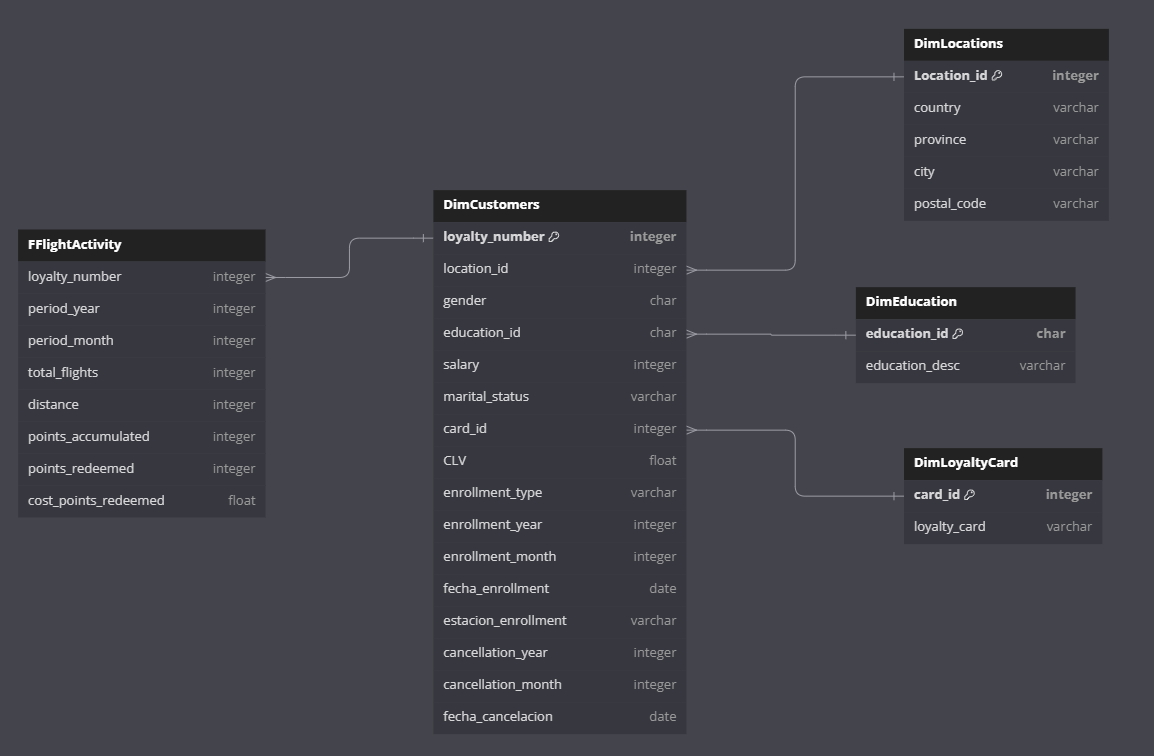 DimLocations
Location_id integer
country varchar
province varchar
city varchar
postal_code varchar
DimCustomers
loyalty_number integer
location_id integer
gender char
education_id char
salary integer
marital_status varchar
card_id integer
CLV float
enrollment_type varchar
enrollment_year integer
enrollment_month integer
fecha_enrollment date
estacion_enrollment varchar
cancellation_year integer
cancellation_month integer
fecha_cancelacion date
FFlightActivity
loyalty_number integer
period_year integer
period_month integer
total_flights integer
distance integer
points_accumulated integer
points_redeemed integer
cost_points_redeemed float
DimEducation
education_id char
education_desc varchar
DimLoyaltyCard
card_id integer
loyalty_card varchar